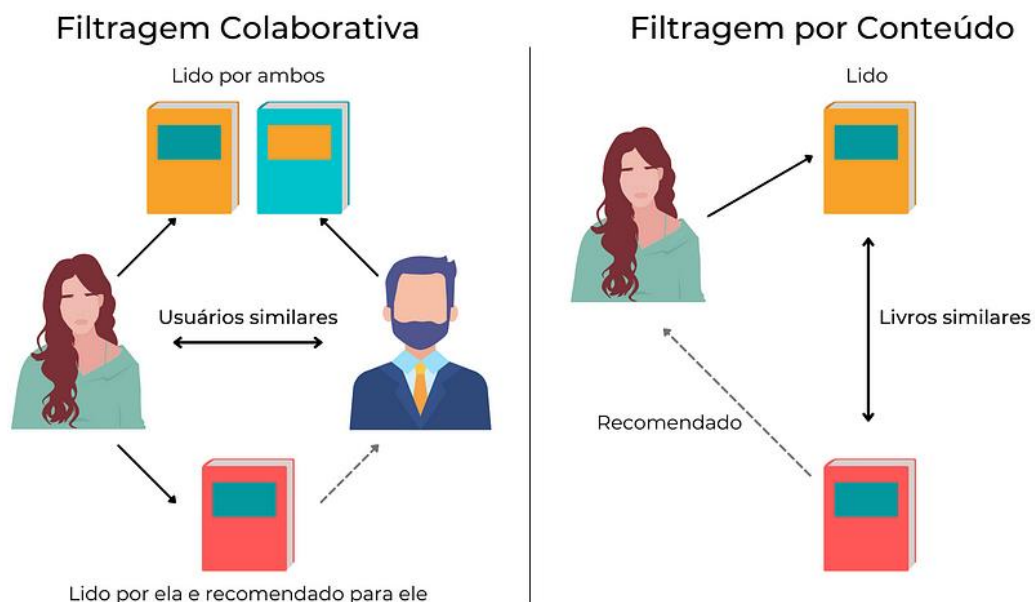 Filtragem Colaborativa
Lido por ambos
Usuários similares
Lido por ela e recomendado para ele
Filtragem por Conteúdo
Lido
Livros similares
Recomendado